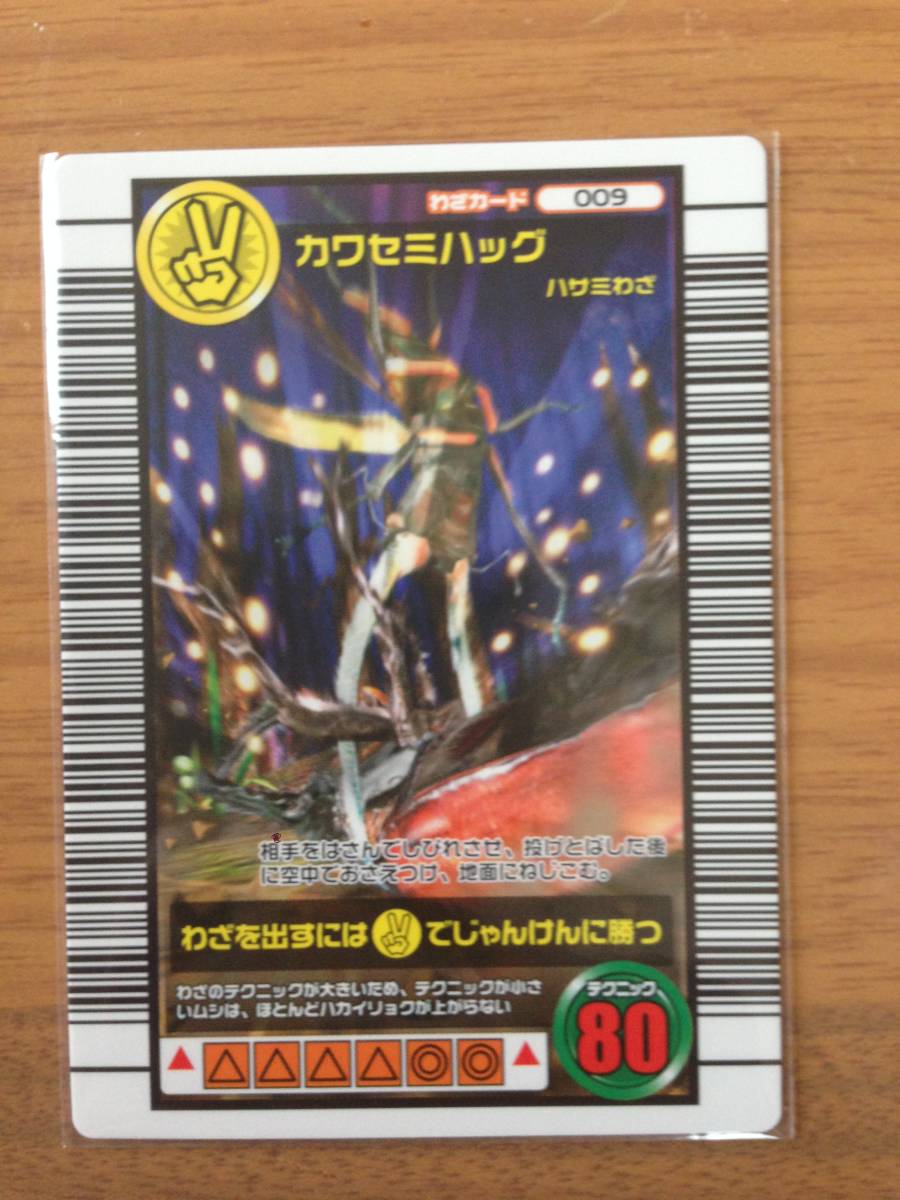 わざカード 009
カワセミハッグ
ハサミわざ
相手をはさんでしびれさせ、投げとばした後
に空中でおさえつけ、地面にねじこむ。
わざを出すには でじゃんけんに勝つ
わざのテクニックが大きいため、テクニックが小さ
いムシは、ほとんどハカイリョクが上がらない
テクニック
80